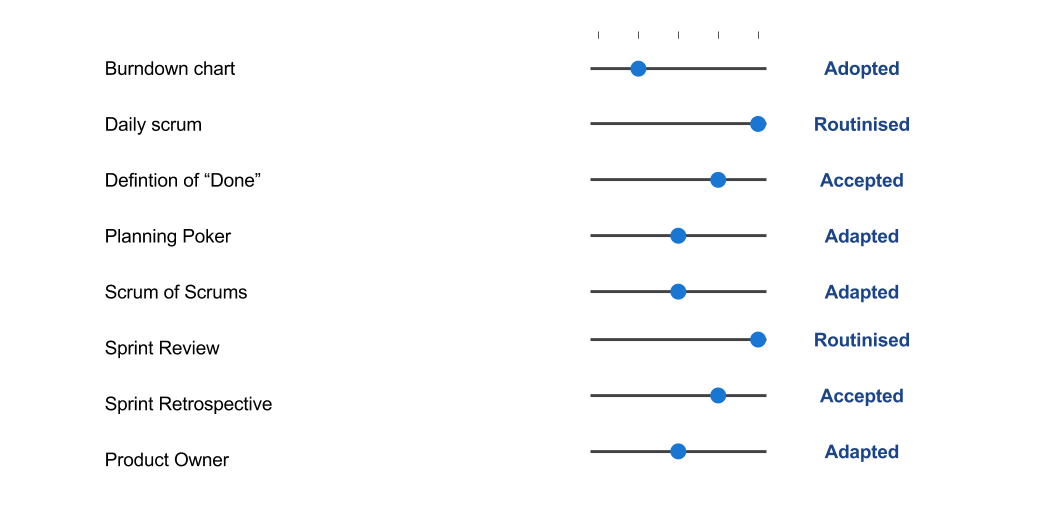 Burndown chart Adopted
Daily scrum Routinised
Defintion of “Done” Accepted
Planning Poker Adapted
Scrum of Scrums Adapted
Sprint Review Routinised
Sprint Retrospective Accepted
Product Owner Adapted